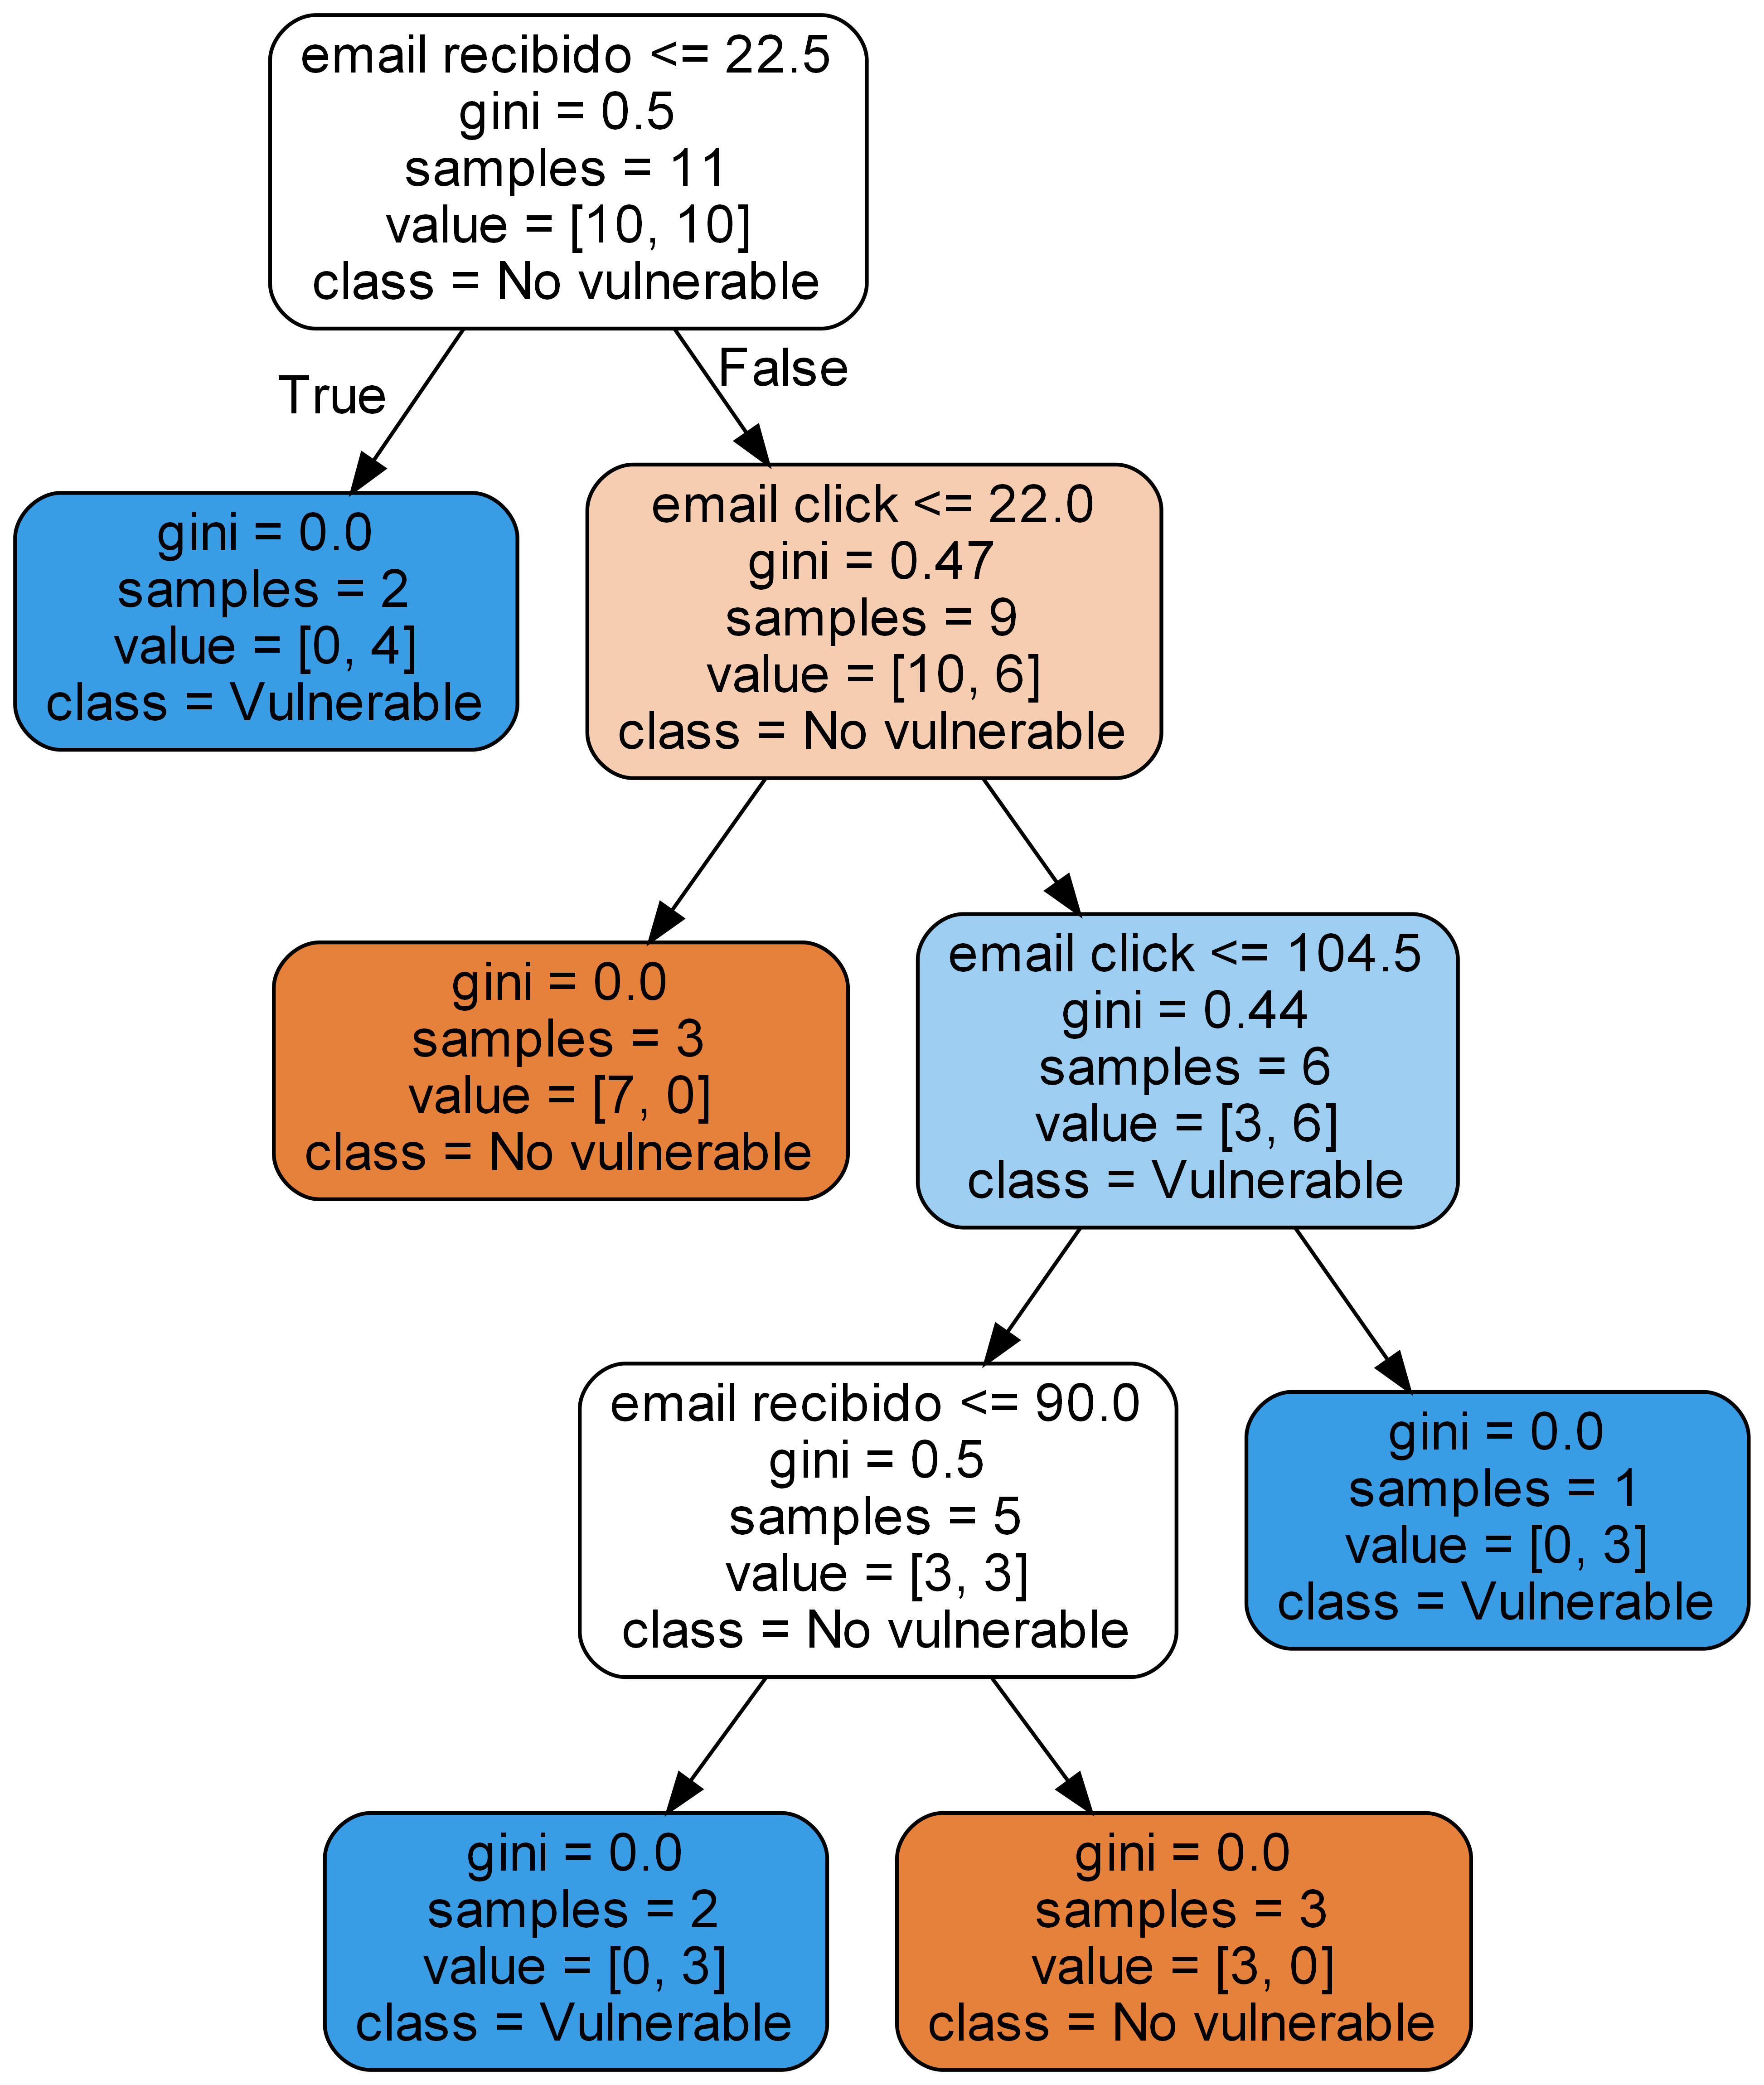 email recibido <= 22.5
gini = 0.5
samples = 11
value = [10, 10]
class = No vulnerable
True
False
gini = 0.0
samples = 2
value = [0, 4]
class = Vulnerable
email click <= 22.0
gini = 0.47
samples = 9
value = [10, 6]
class = No vulnerable
gini = 0.0
samples = 3
value = [7, 0]
class = No vulnerable
email click <= 104.5
gini = 0.44
samples = 6
value = [3, 6]
class = Vulnerable
email recibido <= 90.0
gini = 0.5
samples = 5
value = [3, 3]
class = No vulnerable
gini = 0.0
samples = 1
value = [0, 3]
class = Vulnerable
gini = 0.0
samples = 2
value = [0, 3]
class = Vulnerable
gini = 0.0
samples = 3
value = [3, 0]
class = No vulnerable